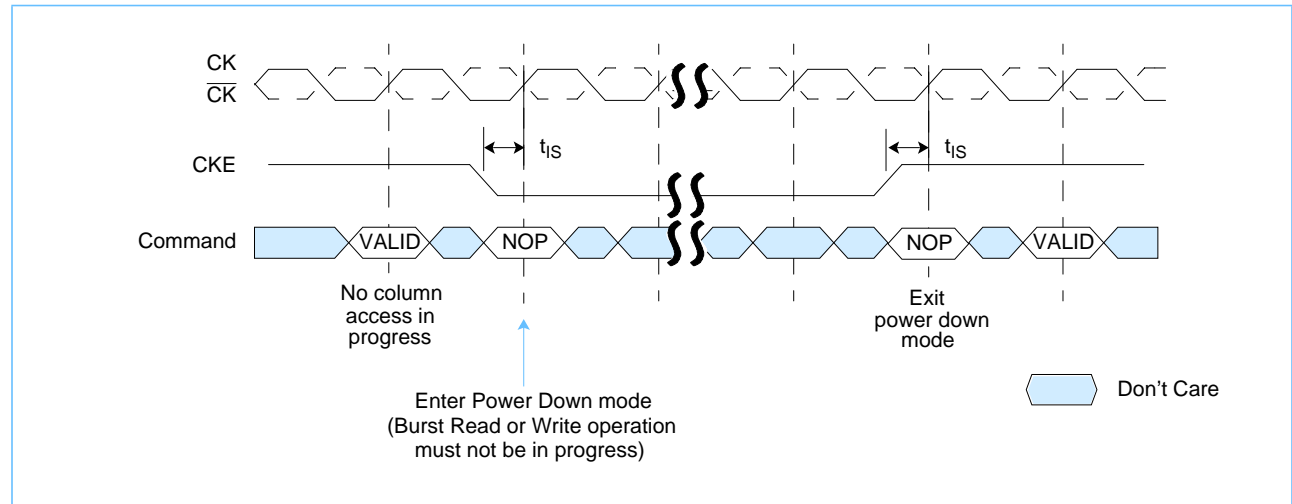 CK
CK
tIS
tIS
CKE
Command
VALID
NOP
NOP
VALID
No column
access in
progress
Exit
power down
mode
Don't Care
Enter Power Down mode
(Burst Read or Write operation
must not be in progress)